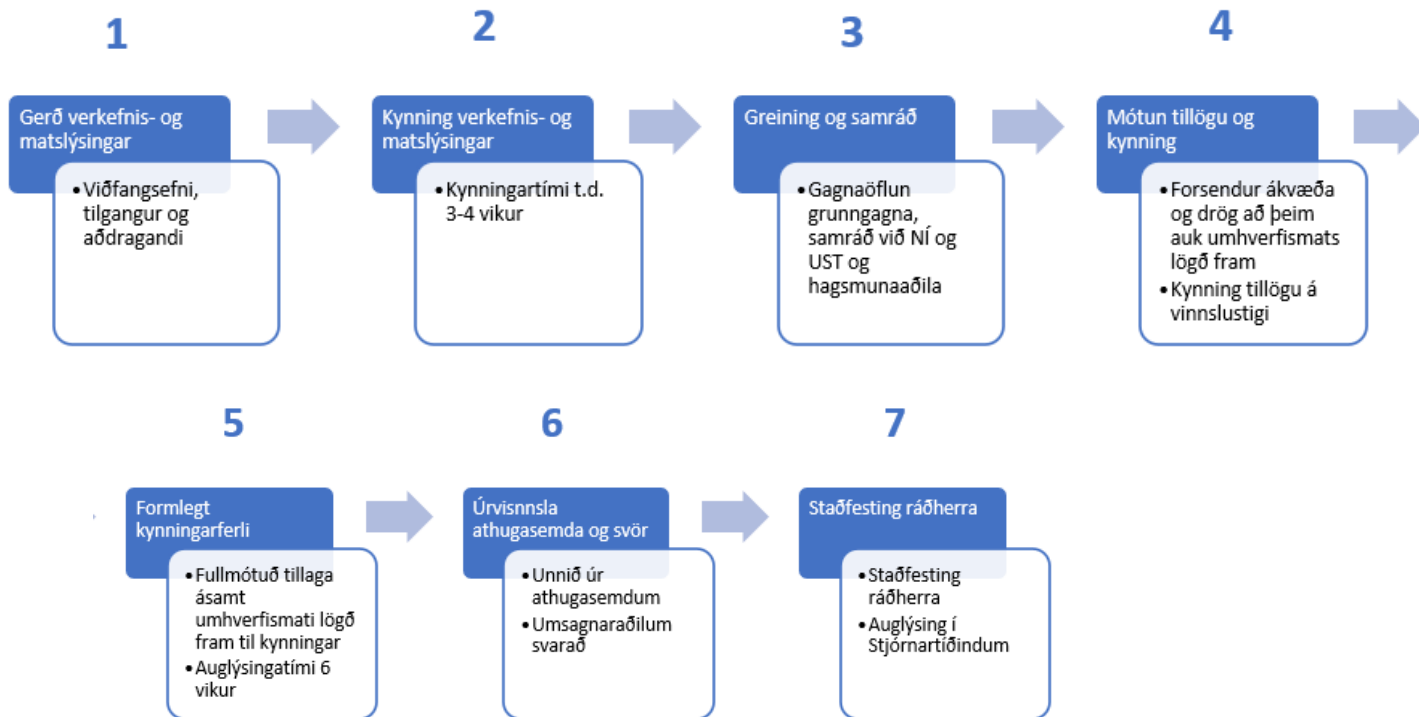 1
Gerð verkefnis- og
matslýsingar
•Viðfangsefni,
tilgangur og
aðdragandi
2
Kynning verkefnis- og
matslýsingar
•Kynningartími t.d.
3-4 vikur
3
Greining og samráð
•Gagnaöflun
grunngagna,
samráð við NÍ og
UST og
hagsmunaaðila
4
Mótun tillögu og
kynning
•Forsendur ákvæða
og drög að þeim
auk umhverfismats
lögð fram
•Kynning tillögu á
vinnslustigi
5
Formlegt
kynningarferli
•Fullmótuð tillaga
ásamt
umhverfismati lögð
fram til kynningar
•Auglýsingatími 6
vikur
6
Úrvisnnsla
athugasemda og svör
•Unnið úr
athugasemdum
•Umsagnaraðilum
svarað
7
Staðfesting ráðherra
•Staðfesting
ráðherra
•Auglýsing í
Stjórnartíðindum